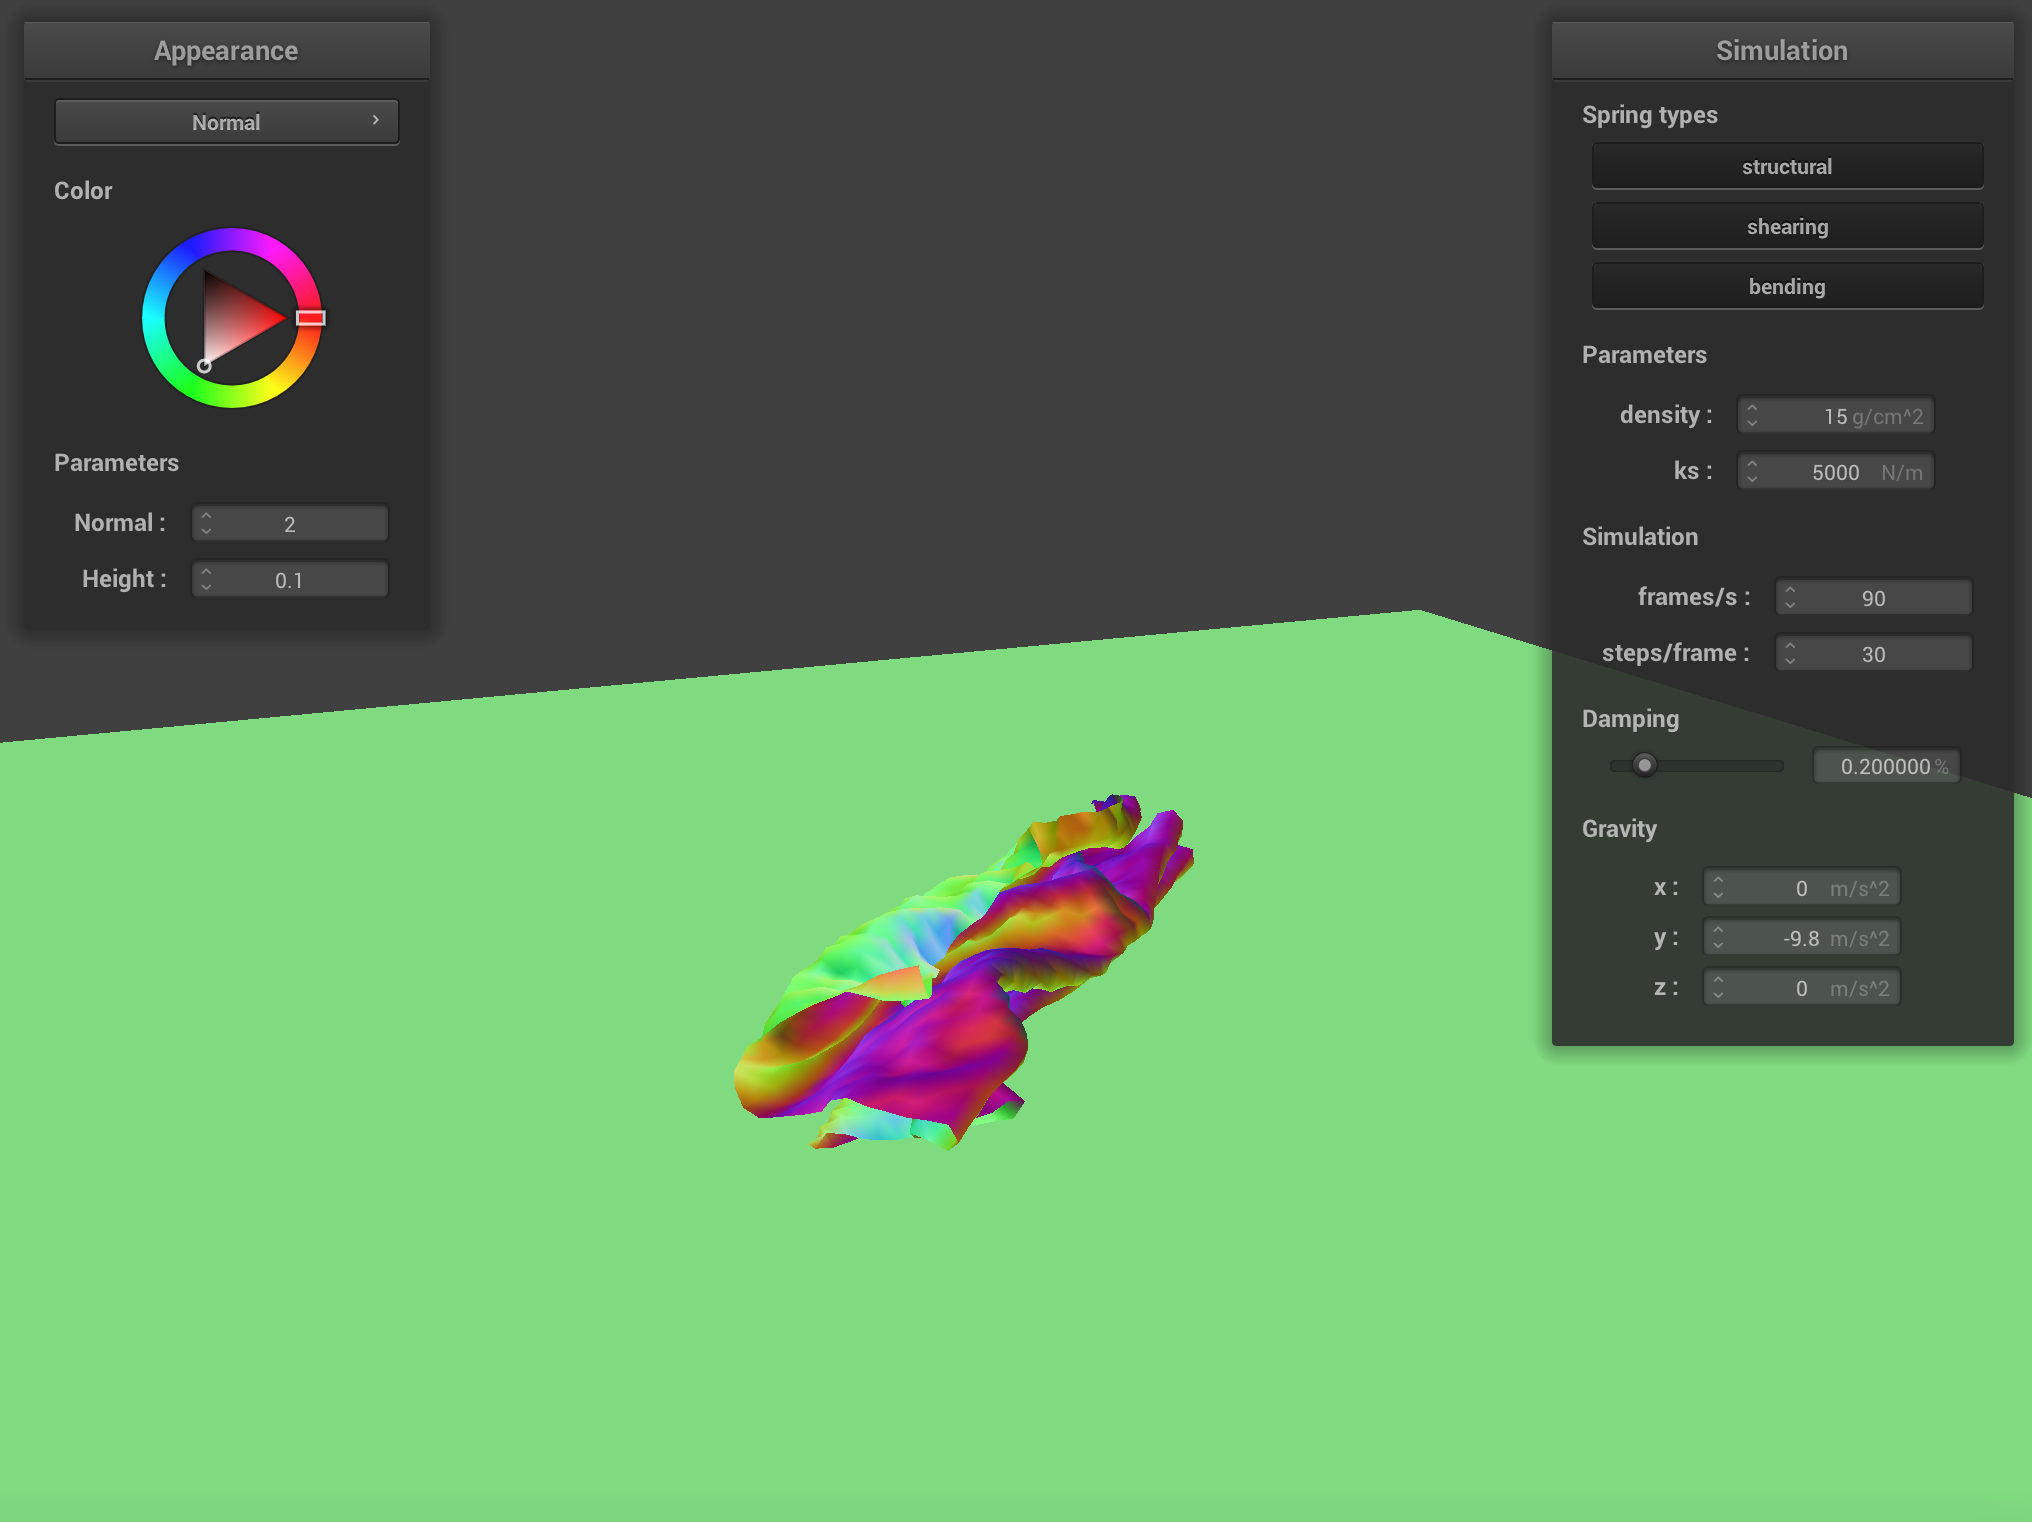 Appearance
Normal
Color
Parameters
Normal : 2
Height : 0.1
Simulation
Spring types
structural
shearing
bending
Parameters
density : 15 g/cm^2
ks : 5000 N/m
Simulation
frames/s : 90
steps/frame : 30
Damping
0.200000 %
Gravity
x : 0 m/s^2
y : -9.8 m/s^2
z : 0 m/s^2